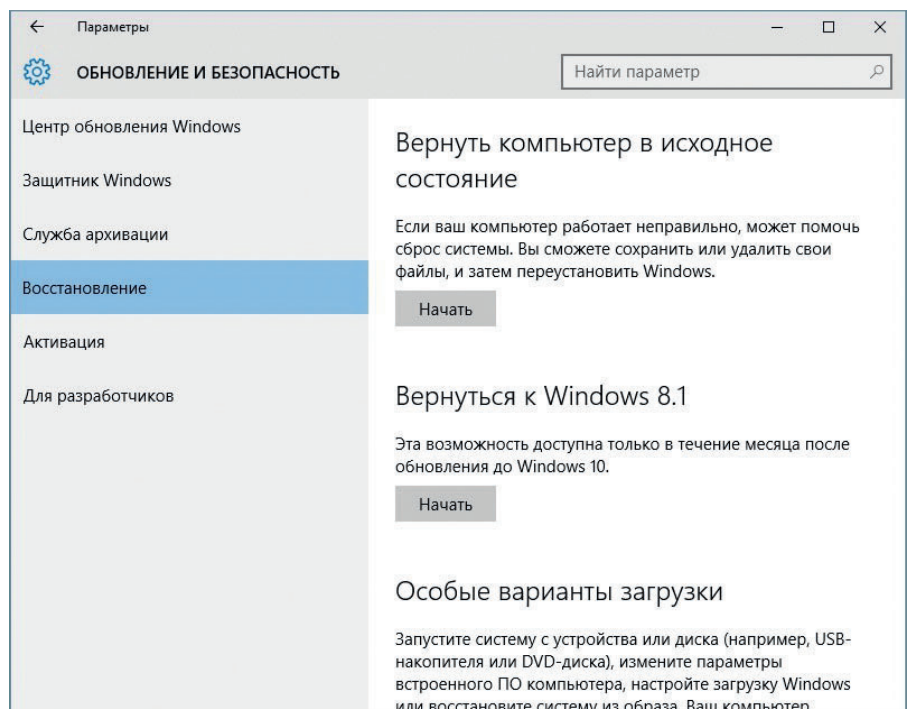 Параметры
ОБНОВЛЕНИЕ И БЕЗОПАСНОСТЬ
Найти параметр
Центр обновления Windows
Защитник Windows
Служба архивации
Восстановление
Активация
Для разработчиков
Вернуть компьютер в исходное
состояние
Если ваш компьютер работает неправильно, может помочь
сброс системы. Вы сможете сохранить или удалить свои
файлы, и затем переустановить Windows.
Начать
Вернуться к Windows 8.1
Эта возможность доступна только в течение месяца после
обновления до Windows 10.
Начать
Особые варианты загрузки
Запустите систему с устройства или диска (например, USB-
накопителя или DVD-диска), измените параметры
встроенного ПО компьютера, настройте загрузку Windows
или восстановите систему из образа. Ваш компьютер